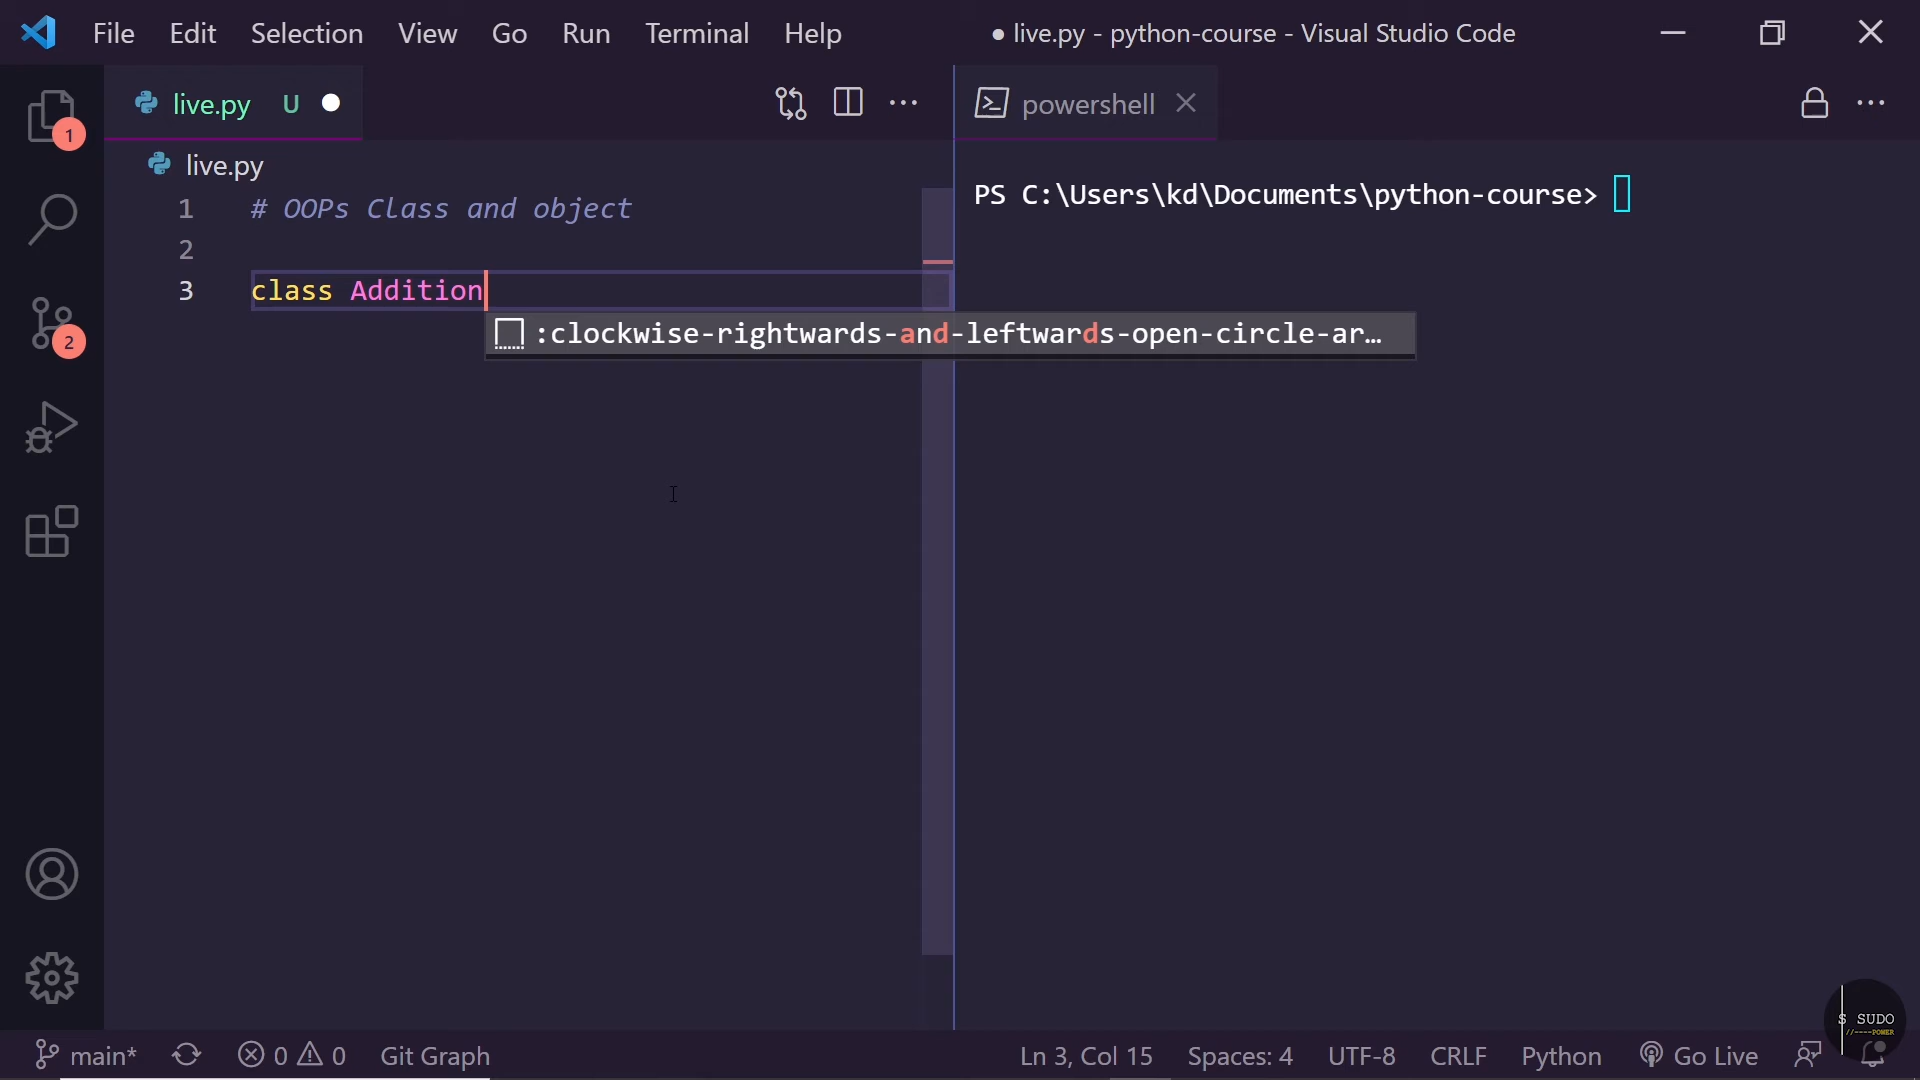 File Edit Selection View Go Run Terminal Help
● live.py - python-course - Visual Studio Code
live.py U
powershell
1
live.py
1 # OOPs Class and object
2
3 class Addition
PS C:\Users\kd\Documents\python-course>
:clockwise-rightwards-and-leftwards-open-circle-ar…
2
$ SUDO
//----POWER
main* 0 0 Git Graph
Ln 3, Col 15 Spaces: 4 UTF-8 CRLF Python Go Live